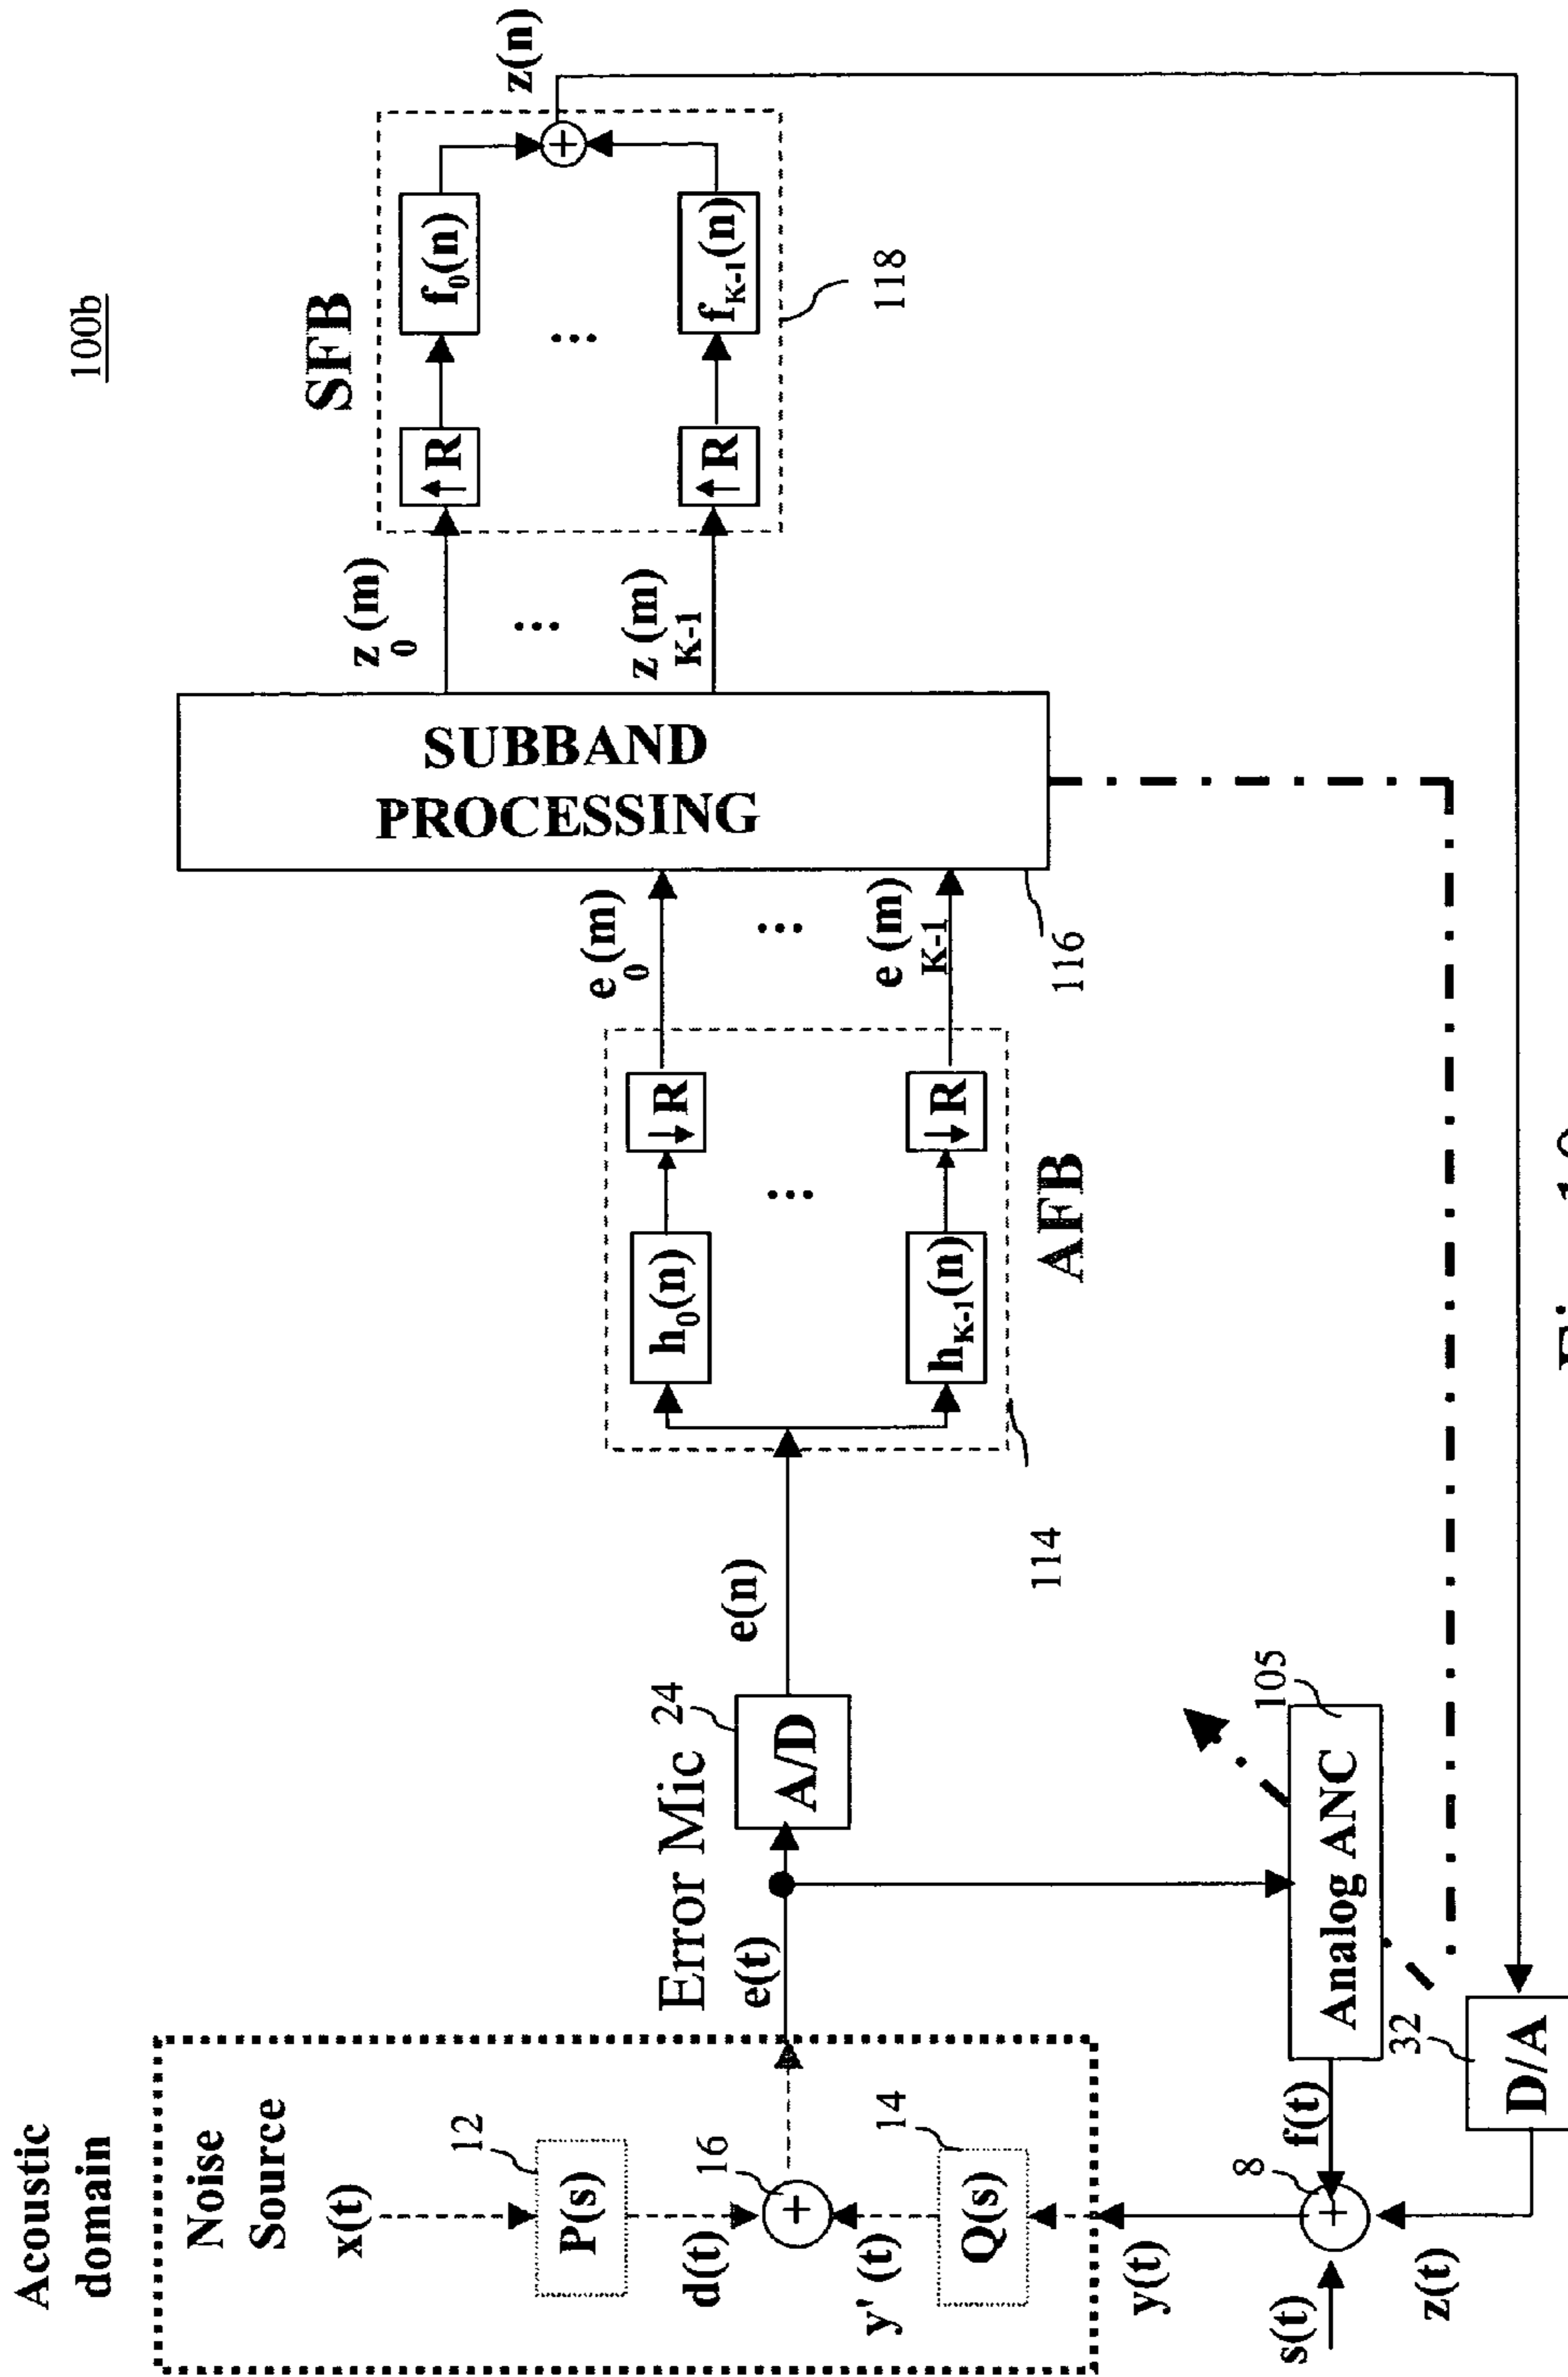 100b
Acoustic
domain
Noise
Source
x(t)
12
P(s)
d(t)
16
+
y' (t)
14
Q(s)
y(t)
8
+
s(t)
z(t)
f(t)
e(t)
Error Mic
24
A/D
e(n)
105
Analog ANC
32
D/A
114
h0(n)
↓R
...
hK-1(n)
↓R
AFB
e0(m)
...
eK-1(m)
116
SUBBAND
PROCESSING
z0(m)
...
zK-1(m)
SFB
↑R
f0(n)
...
↑R
fK-1(n)
+
118
z(n)